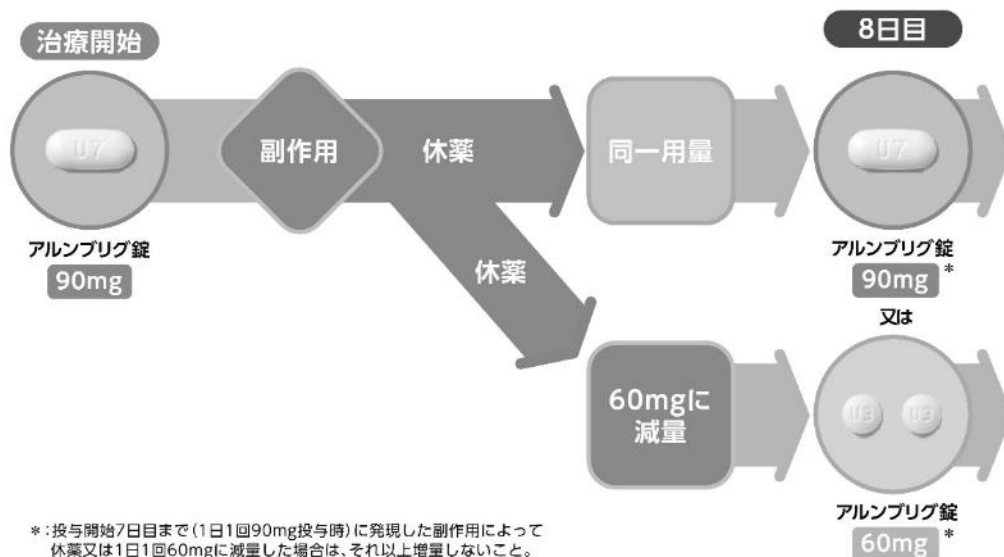 治療開始
8日目
U7
副作用
休薬
同一用量
U7
アルンブリグ錠
90mg
休薬
アルンブリグ錠
90mg*
又は
60mgに
減量
U3 U3
アルンブリグ錠
60mg*
*:投与開始7日目まで(1日1回90mg投与時)に発現した副作用によって
休薬又は1日1回60mgに減量した場合は、それ以上増量しないこと。